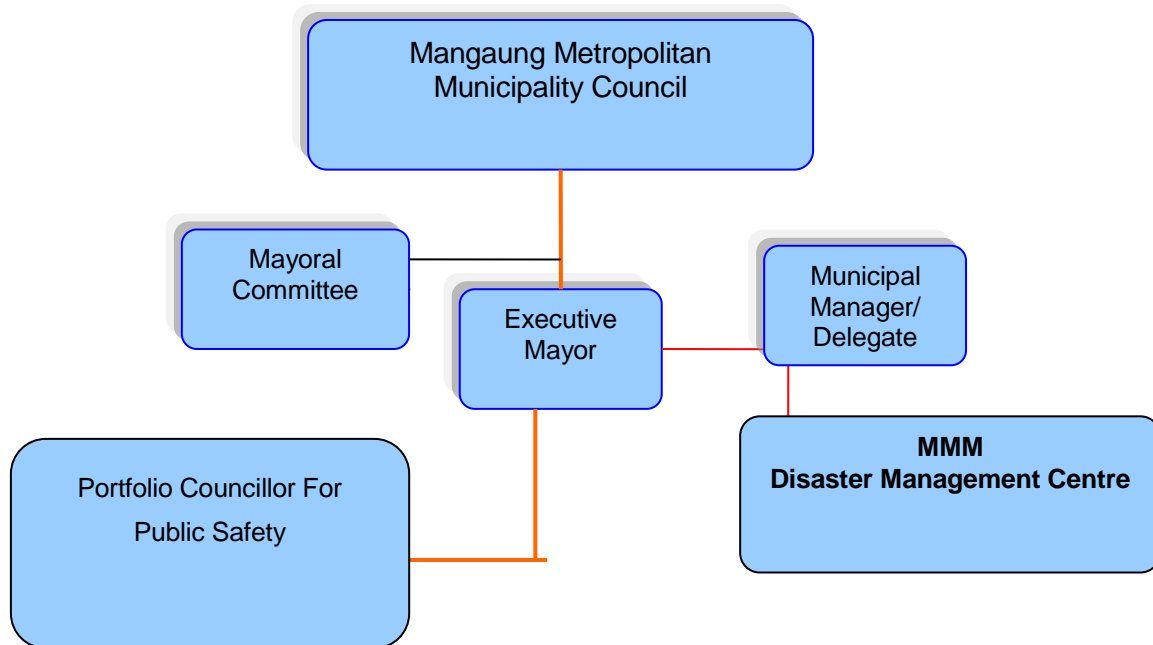 Mangaung Metropolitan
Municipality Council
Mayoral
Committee
Executive
Mayor
Municipal
Manager/
Delegate
Portfolio Councillor For
Public Safety
MMM
Disaster Management Centre